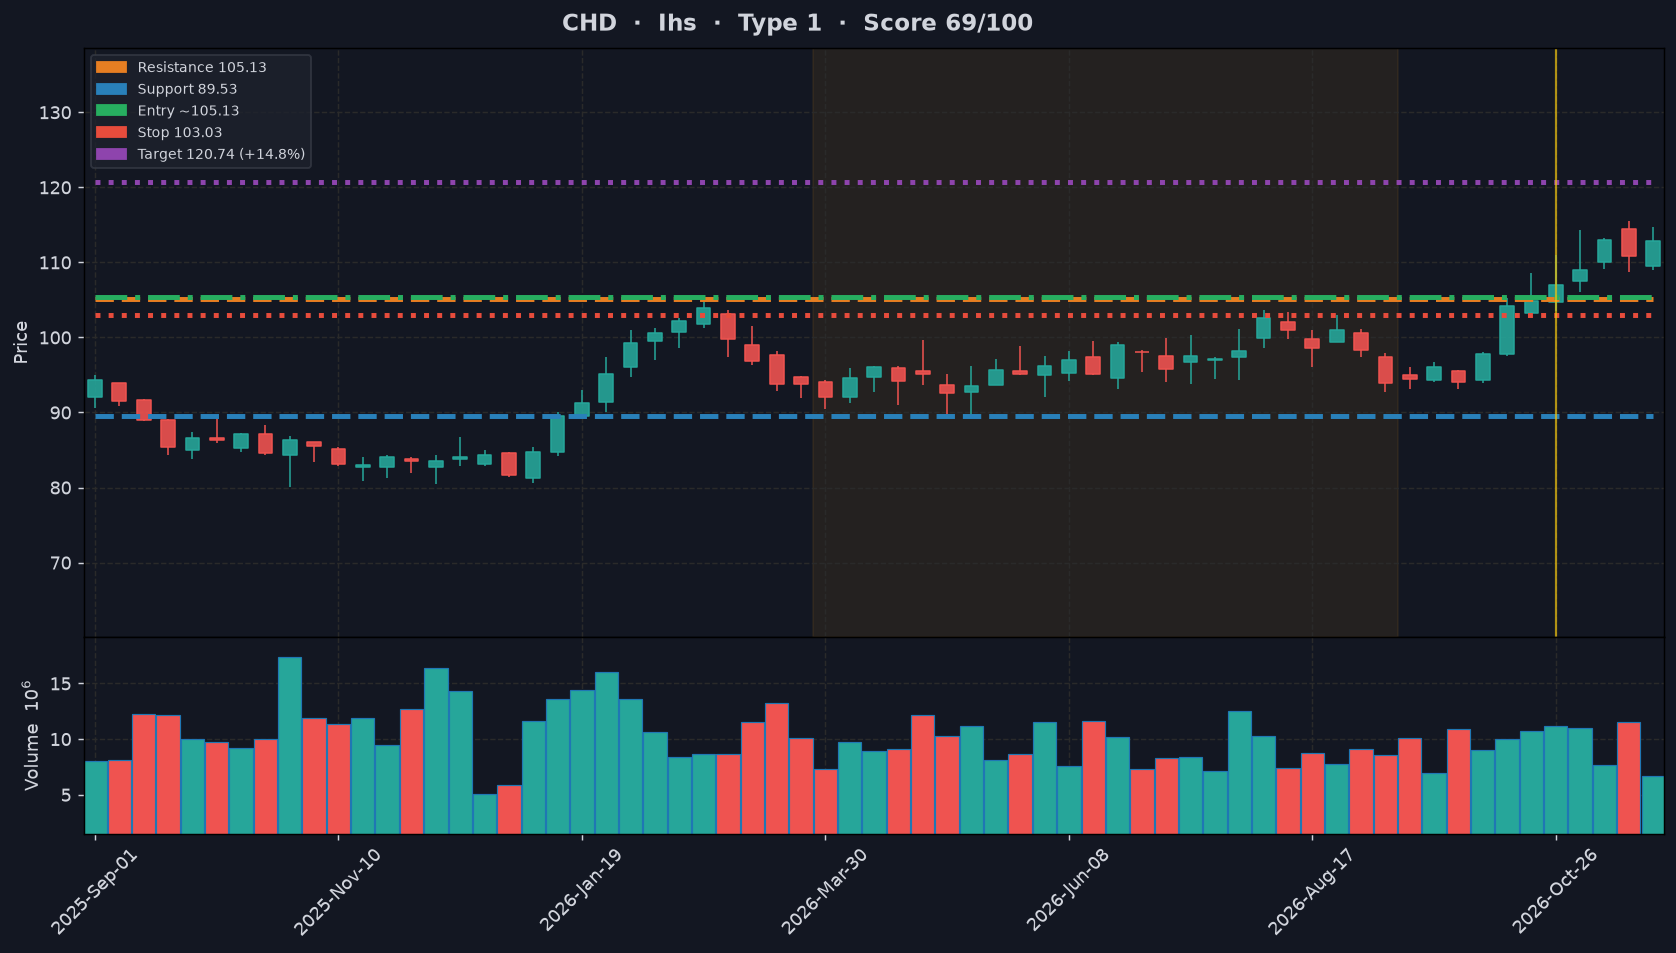 CHD · Ihs · Type 1 · Score 69/100
Resistance 105.13
Support 89.53
Entry ~105.13
Stop 103.03
Target 120.74 (+14.8%)
Price
130
120
110
100
90
80
70
Volume 10⁶
15
10
5
2025-Sep-01
2025-Nov-10
2026-Jan-19
2026-Mar-30
2026-Jun-08
2026-Aug-17
2026-Oct-26